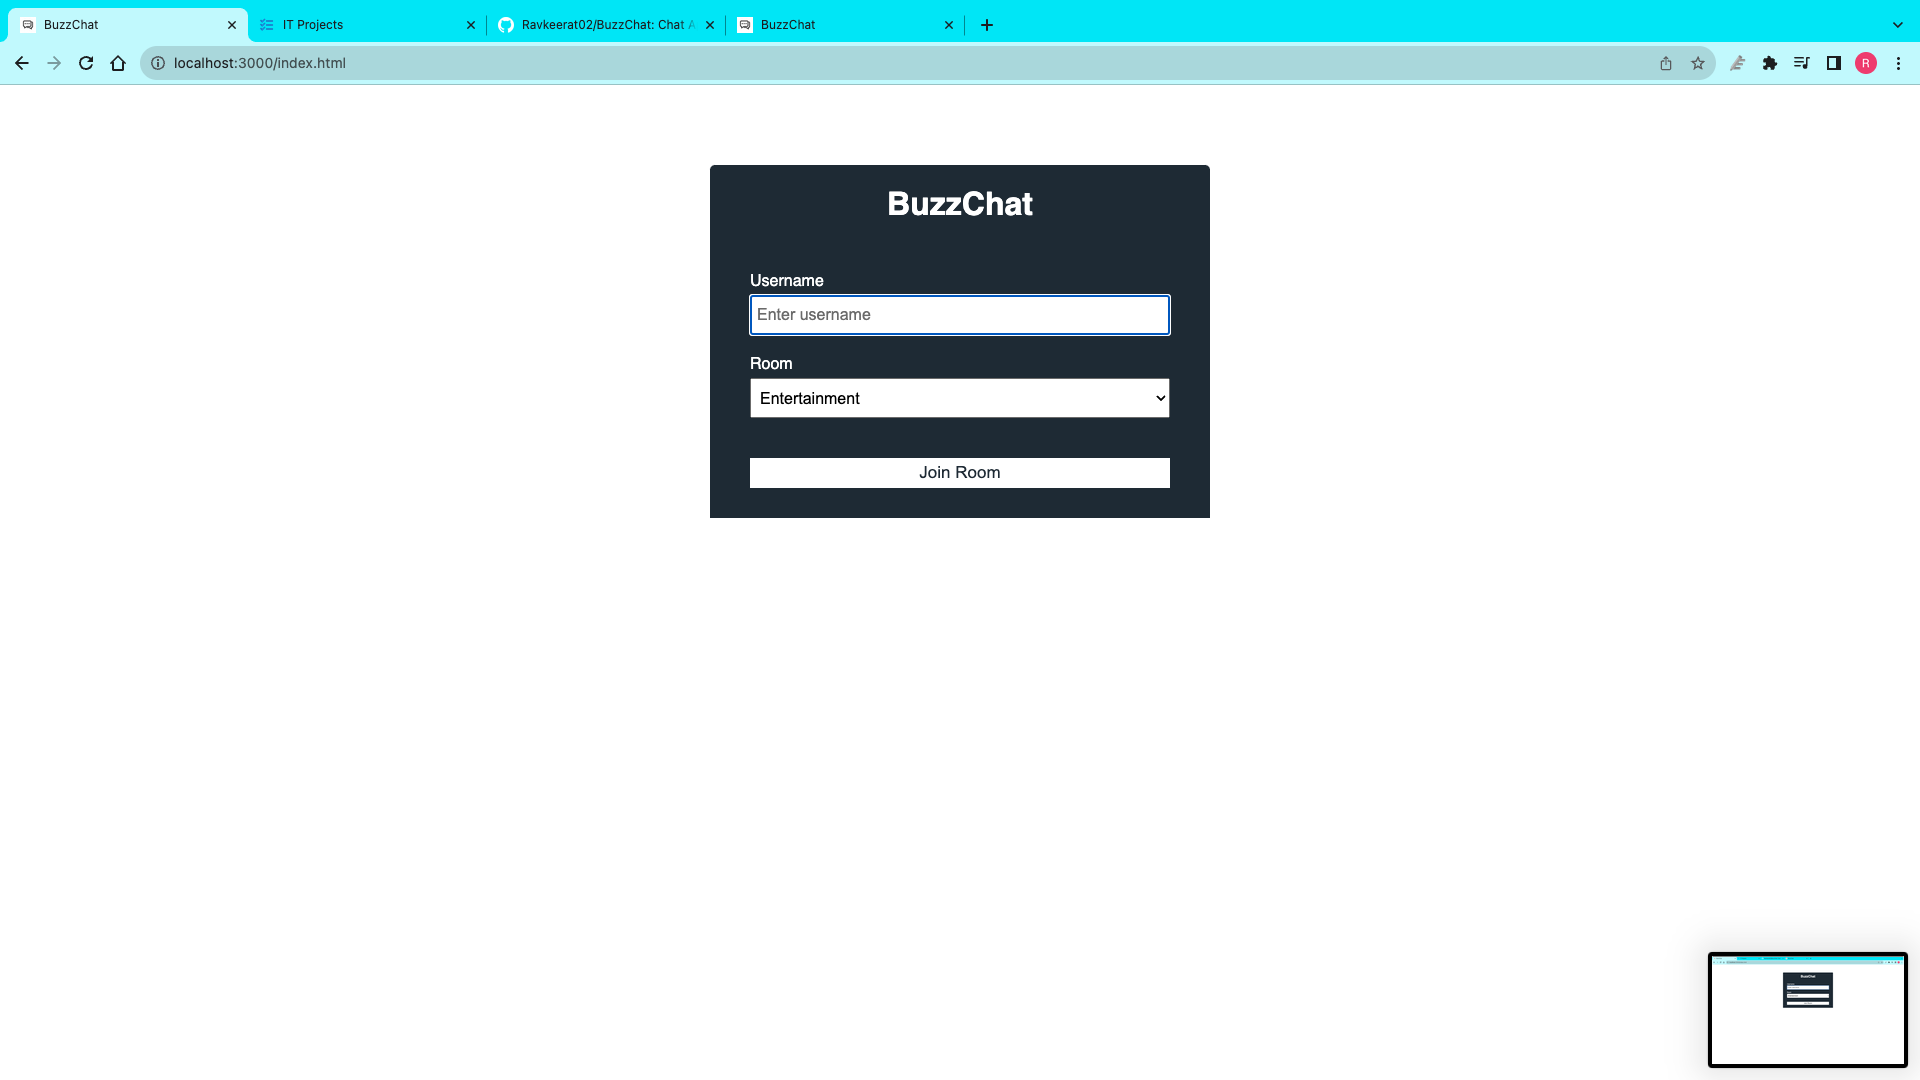 BuzzChat
IT Projects
Ravkeerat02/BuzzChat: Chat A
BuzzChat
localhost:3000/index.html
R
BuzzChat
Username
Enter username
Room
Entertainment
Join Room
BuzzChat